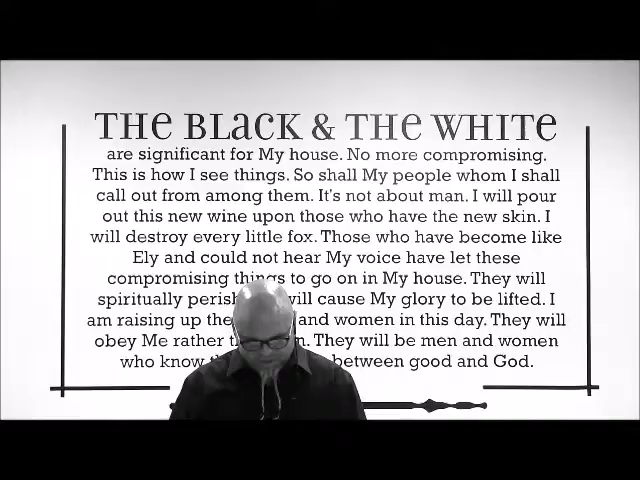 THE BLACK & THE WHITE
are significant for My house. No more compromising.
This is how I see things. So shall My people whom I shall
call out from among them. It's not about man. I will pour
out this new wine upon those who have the new skin. I
will destroy every little fox. Those who have become like
Ely and could not hear My voice have let these
compromising things to go on in My house. They will
spiritually perish will cause My glory to be lifted. I
am raising up the and women in this day. They will
obey Me rather They will be men and women
who know between good and God.